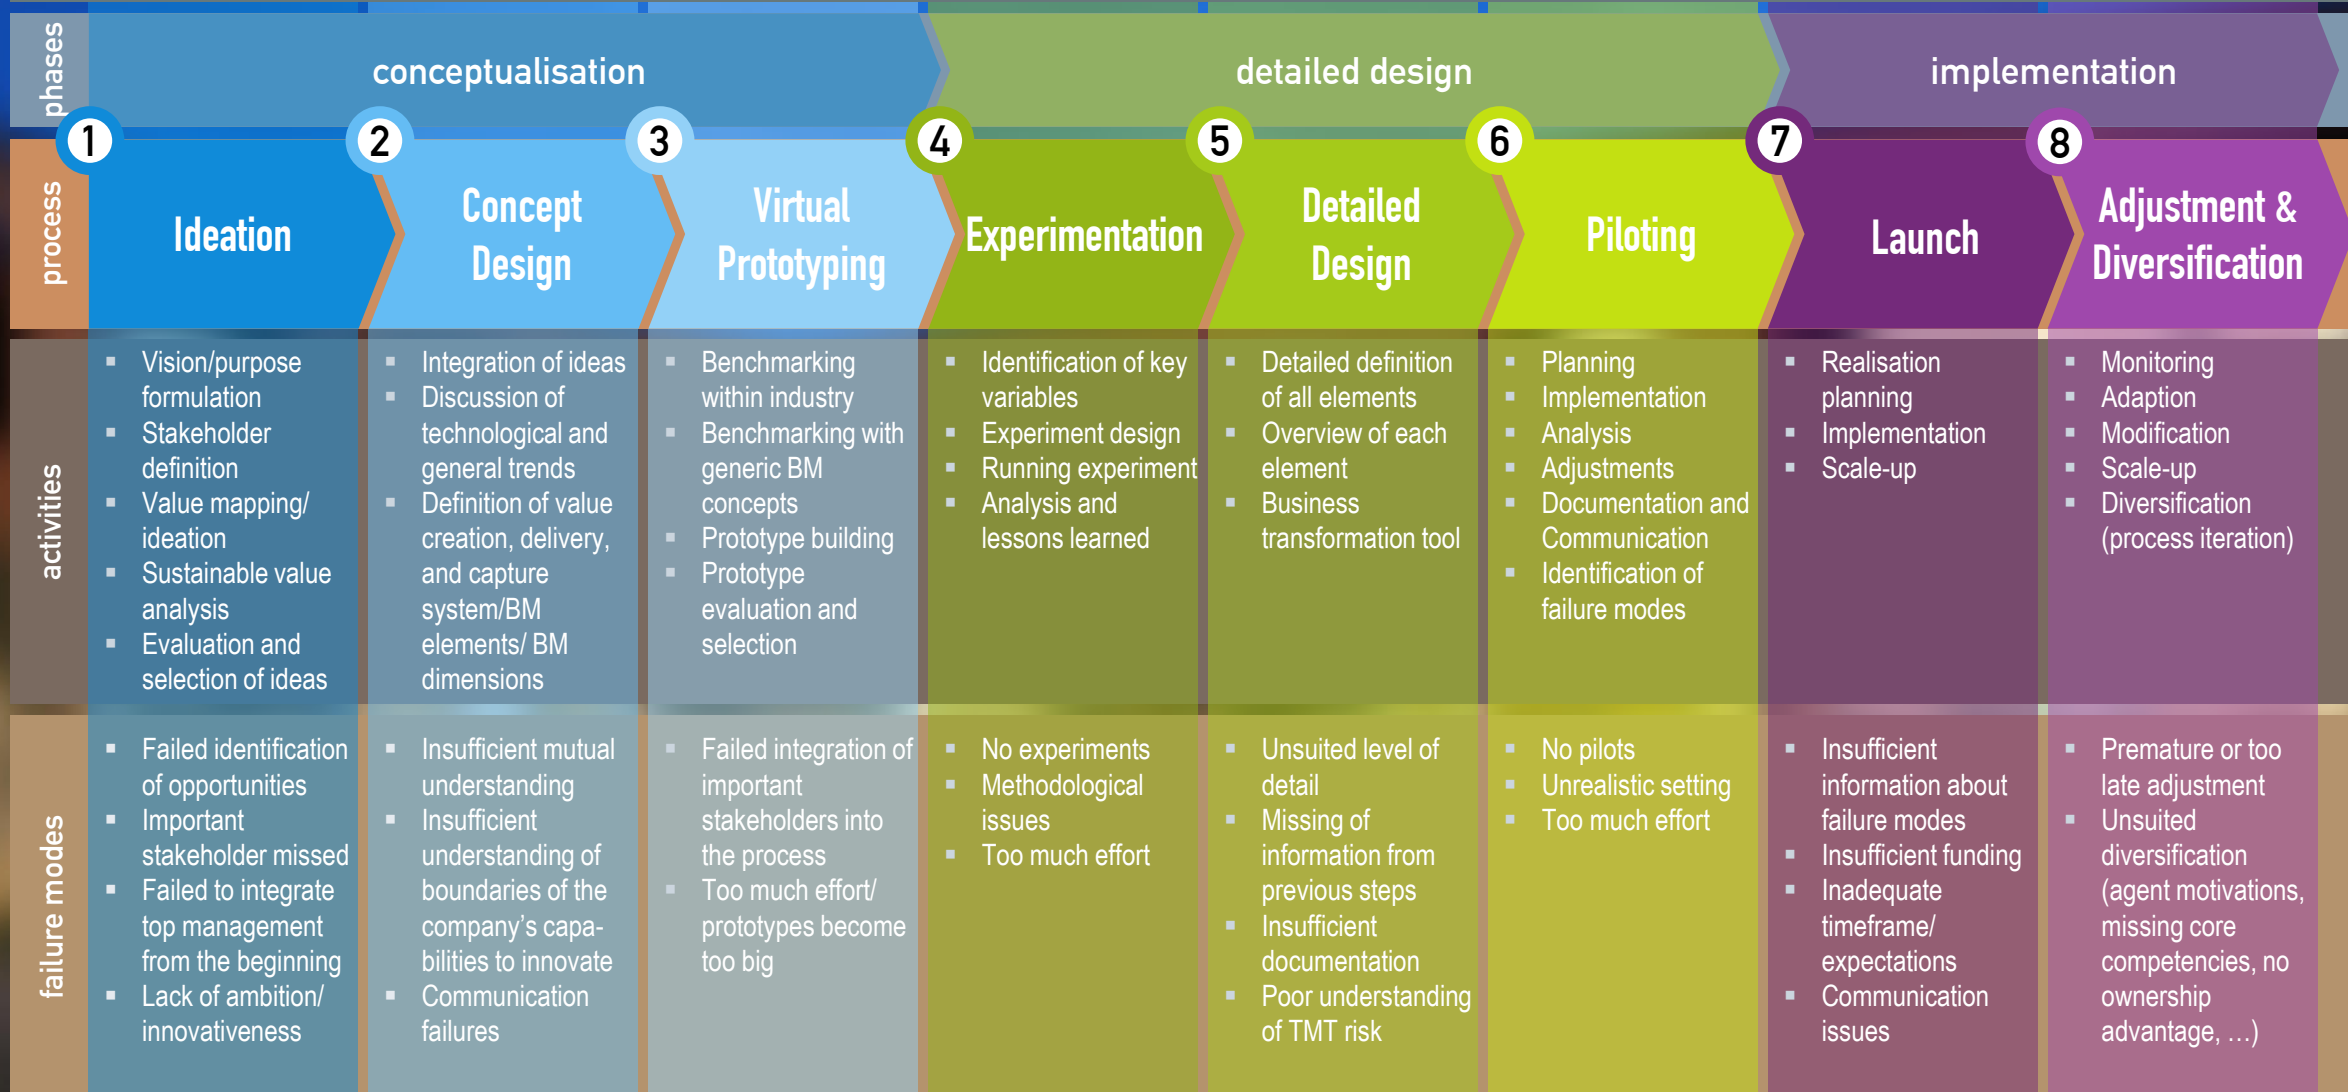 phases
conceptualisation
detailed design
implementation
1
2
3
4
5
6
7
8
process
Ideation
Concept
Design
Virtual
Prototyping
Experimentation
Detailed
Design
Piloting
Launch
Adjustment &
Diversification
activities
▪ Vision/purpose
formulation
▪ Stakeholder
definition
▪ Value mapping/
ideation
▪ Sustainable value
analysis
▪ Evaluation and
selection of ideas
▪ Integration of ideas
▪ Discussion of
technological and
general trends
▪ Definition of value
creation, delivery,
and capture
system/BM
elements/ BM
dimensions
▪ Benchmarking
within industry
▪ Benchmarking with
generic BM
concepts
▪ Prototype building
▪ Prototype
evaluation and
selection
▪ Identification of key
variables
▪ Experiment design
▪ Running experiment
▪ Analysis and
lessons learned
▪ Detailed definition
of all elements
▪ Overview of each
element
▪ Business
transformation tool
▪ Planning
▪ Implementation
▪ Analysis
▪ Adjustments
▪ Documentation and
Communication
▪ Identification of
failure modes
▪ Realisation
planning
▪ Implementation
▪ Scale-up
▪ Monitoring
▪ Adaption
▪ Modification
▪ Scale-up
▪ Diversification
(process iteration)
failure modes
▪ Failed identification
of opportunities
▪ Important
stakeholder missed
▪ Failed to integrate
top management
from the beginning
▪ Lack of ambition/
innovativeness
▪ Insufficient mutual
understanding
▪ Insufficient
understanding of
boundaries of the
company’s capa-
bilities to innovate
▪ Communication
failures
▪ Failed integration of
important
stakeholders into
the process
▪ Too much effort/
prototypes become
too big
▪ No experiments
▪ Methodological
issues
▪ Too much effort
▪ Unsuited level of
detail
▪ Missing of
information from
previous steps
▪ Insufficient
documentation
▪ Poor understanding
of TMT risk
▪ No pilots
▪ Unrealistic setting
▪ Too much effort
▪ Insufficient
information about
failure modes
▪ Insufficient funding
▪ Inadequate
timeframe/
expectations
▪ Communication
issues
▪ Premature or too
late adjustment
▪ Unsuited
diversification
(agent motivations,
missing core
competencies, no
ownership
advantage, …)